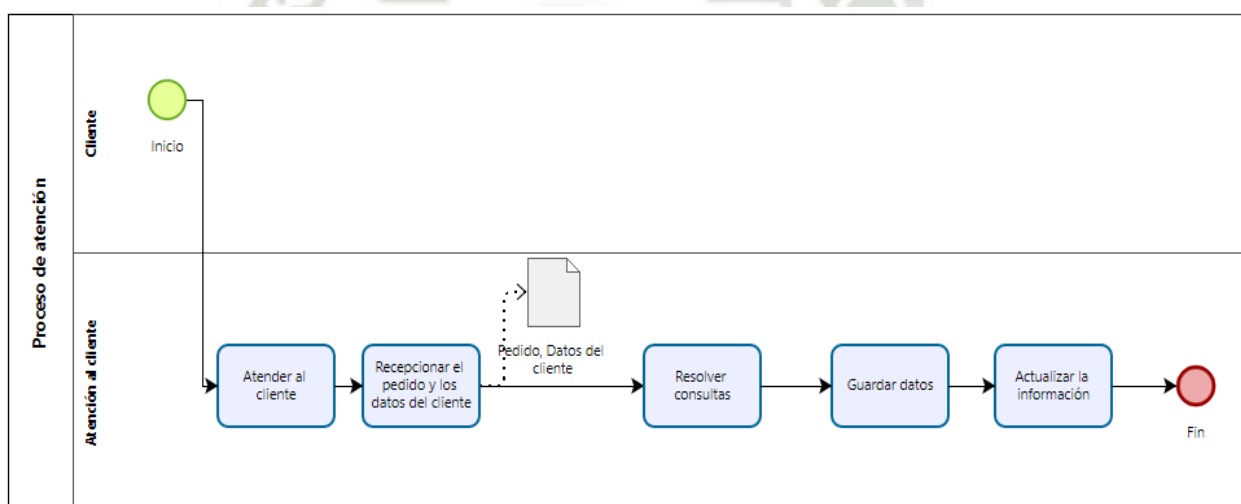 Proceso de atención
Cliente
Inicio
Atención al cliente
Atender al
cliente
Recepcionar el
pedido y los
datos del cliente
Pedido, Datos del
cliente
Resolver
consultas
Guardar datos
Actualizar la
información
Fin